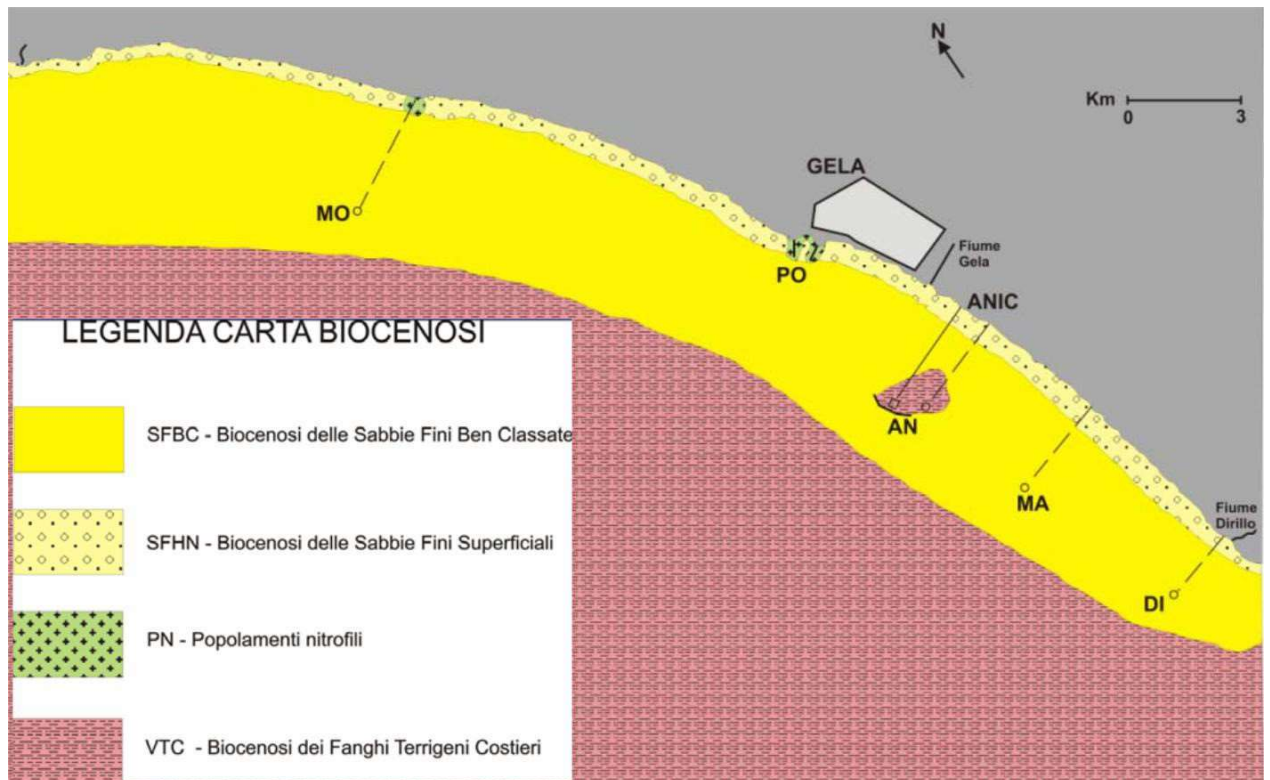 N
Km
0 3
GELA
MO
Fiume
Gela
PO
ANIC
LEGENDA CARTA BIOCENOSI
AN
SFBC - Biocenosi delle Sabbie Fini Ben Classate
MA
Fiume
Dirillo
SFHN - Biocenosi delle Sabbie Fini Superficiali
DI
PN - Popolamenti nitrofili
VTC - Biocenosi dei Fanghi Terrigeni Costieri